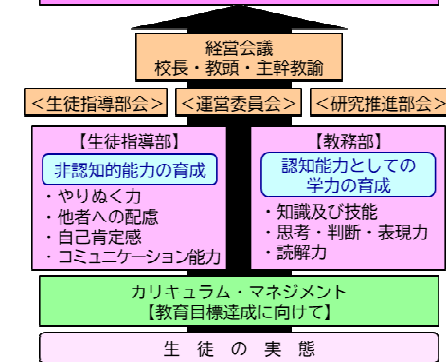 経営会議
校長・教頭・主幹教諭
＜生徒指導部会＞
＜運営委員会＞
＜研究推進部会＞
【生徒指導部】
非認知的能力の育成
・やりぬく力
・他者への配慮
・自己肯定感
・コミュニケーション能力
【教務部】
認知能力としての
学力の育成
・知識及び技能
・思考・判断・表現力
・読解力
カリキュラム・マネジメント
【教育目標達成に向けて】
生 徒 の 実 態